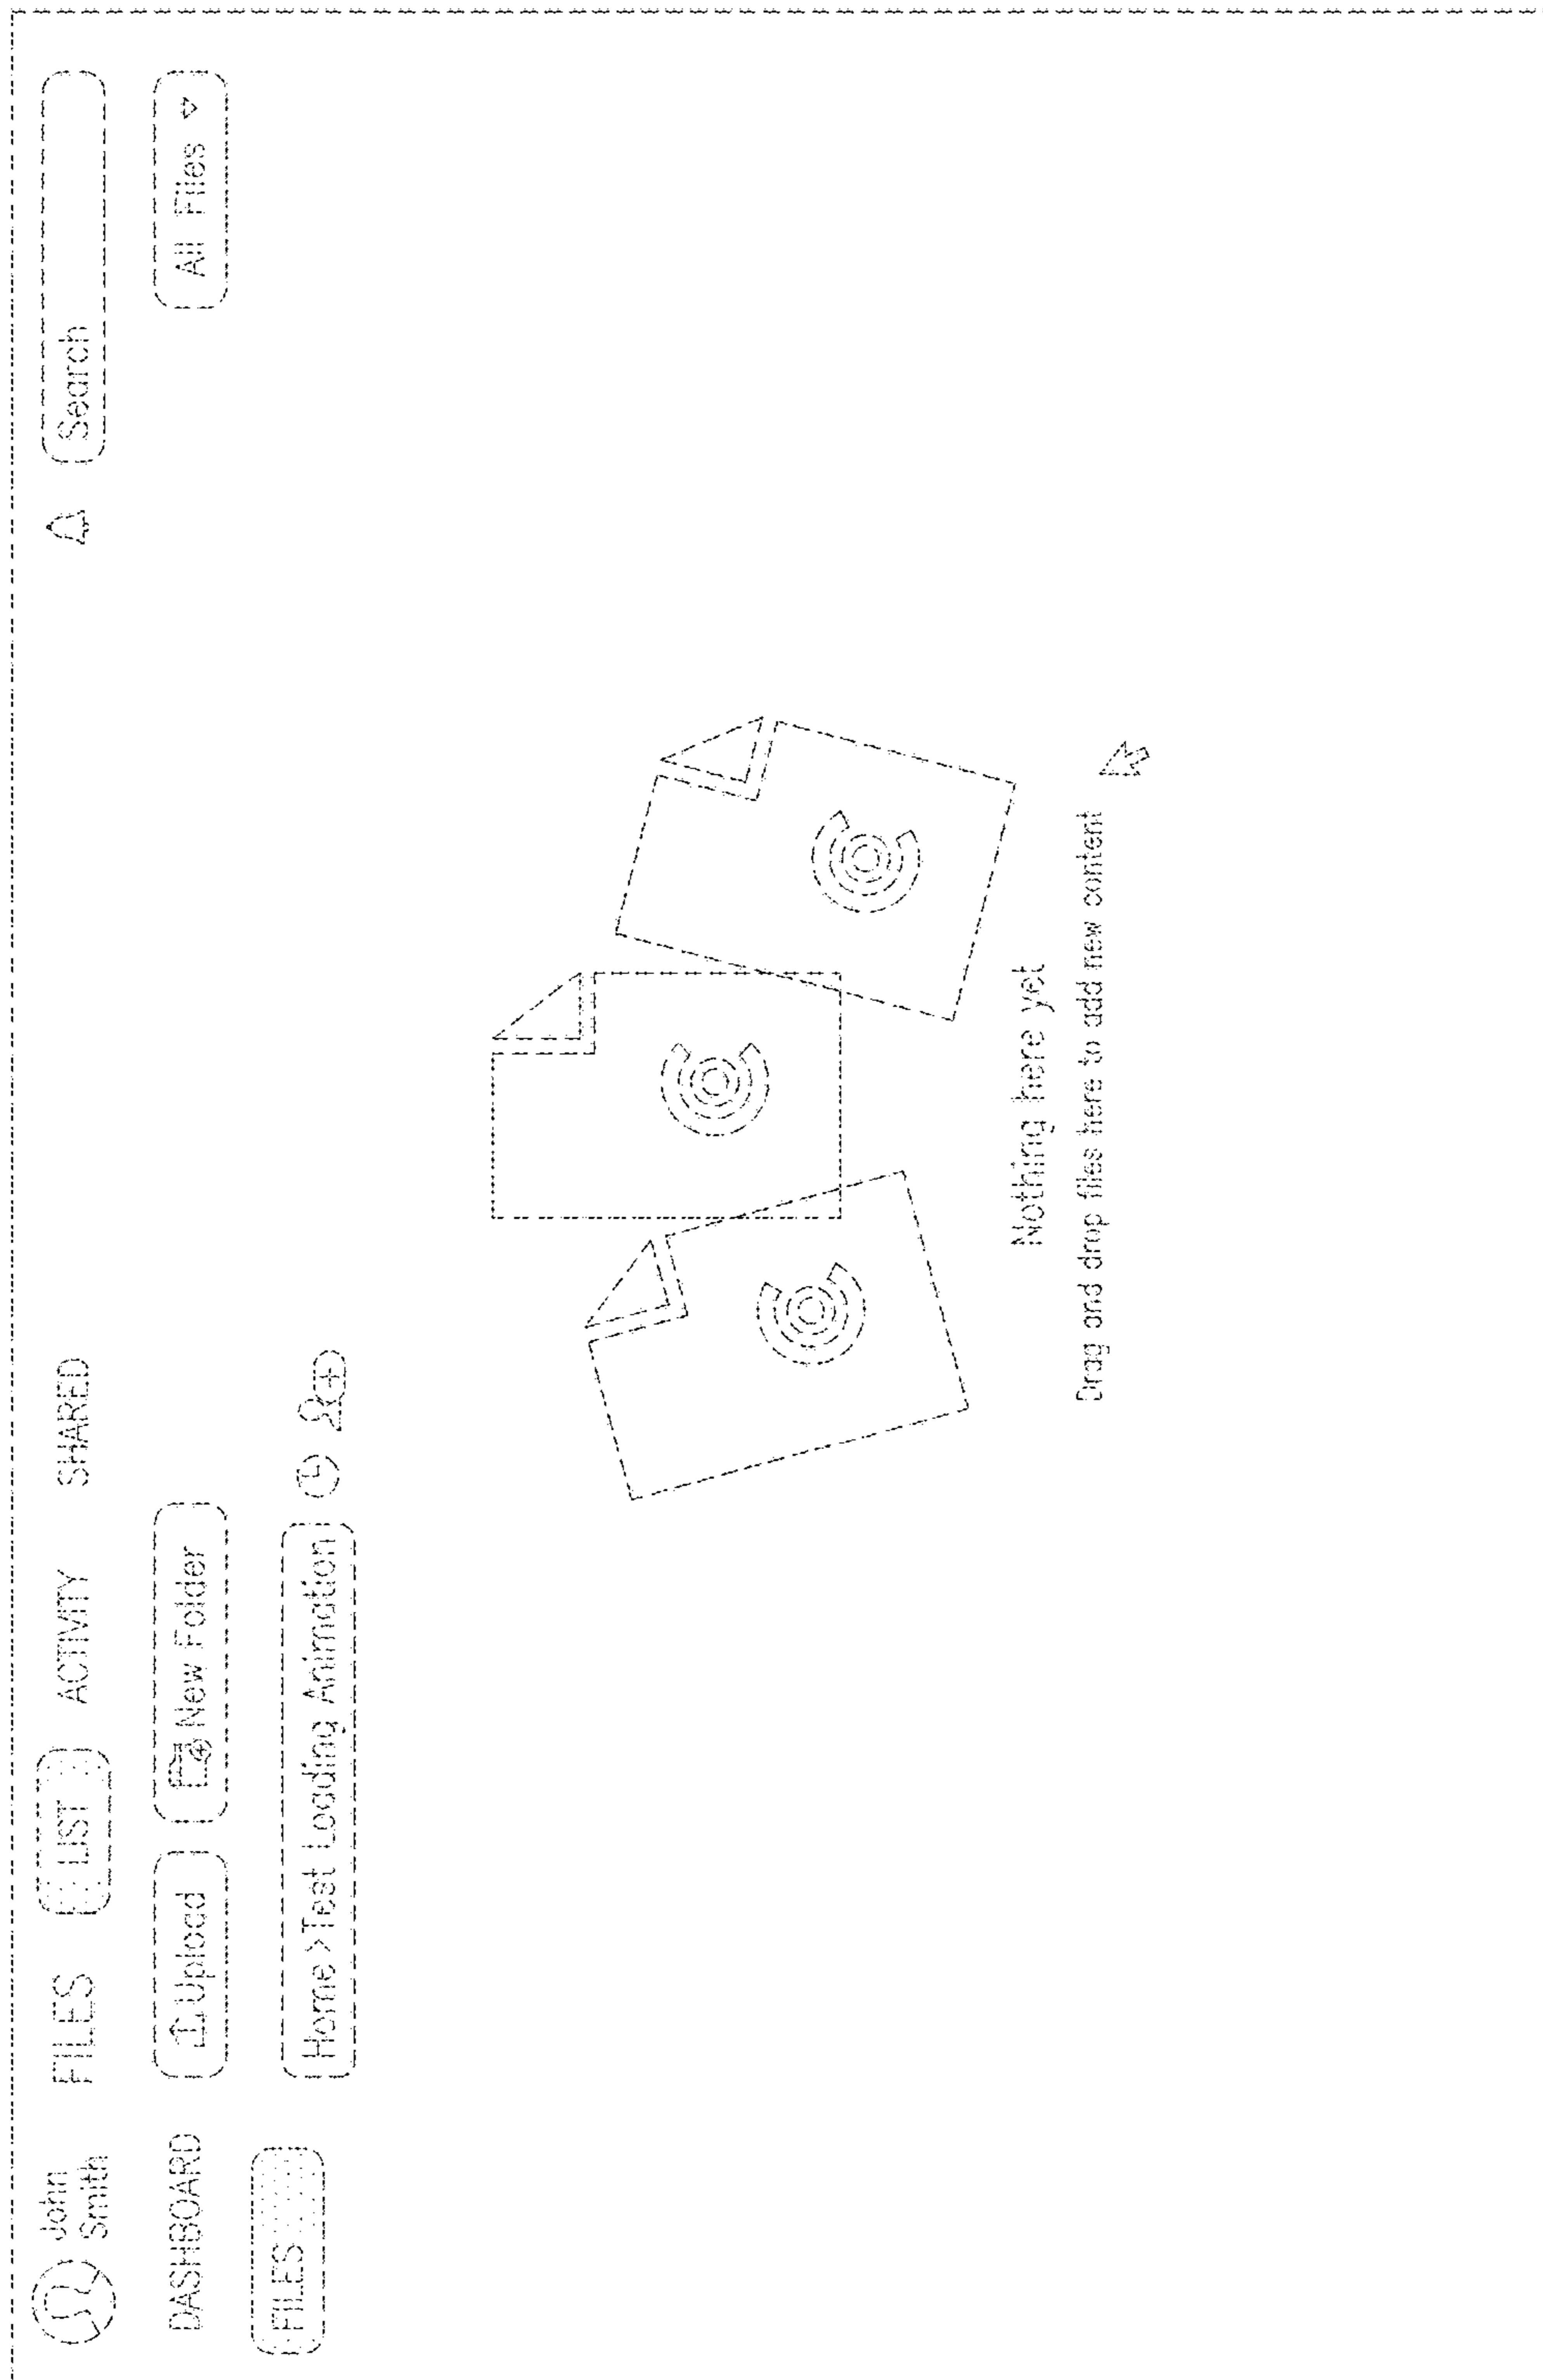 John
Smith
FILES
LIST
ACTIVITY
SHARED
Search
DASHBOARD
Upload
New Folder
All Files
FILES
Home>Test Loading Animation
Nothing here yet
Drag and drop files here to add new content